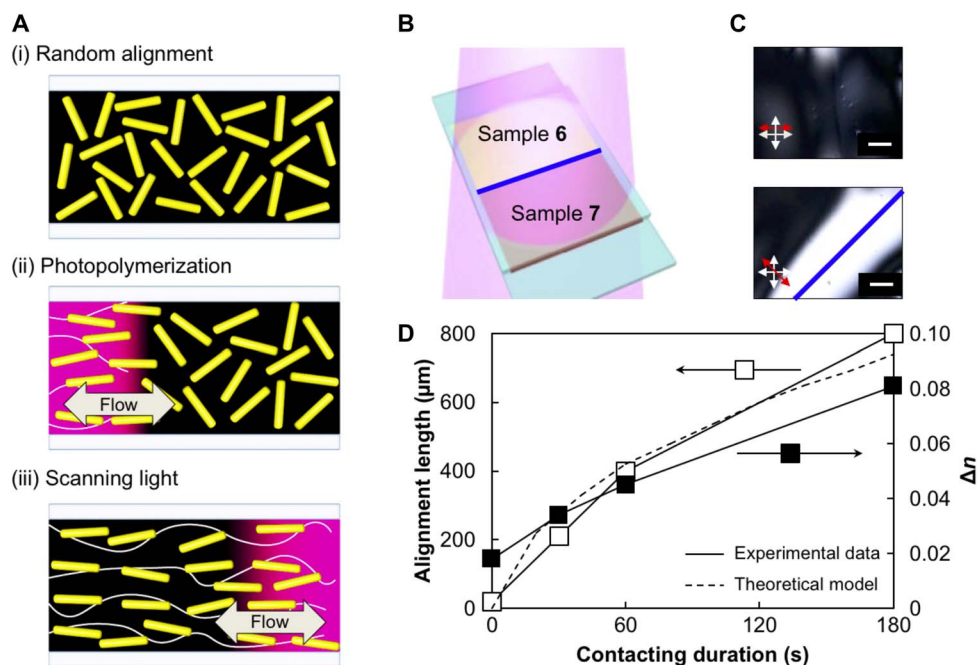 A
(i) Random alignment
(ii) Photopolymerization
Flow
(iii) Scanning light
Flow
B
Sample 6
Sample 7
C
D
800
600
400
200
0
Alignment length (μm)
0.10
0.08
0.06
0.04
0.02
0
Δn
Experimental data
Theoretical model
0 60 120 180
Contacting duration (s)